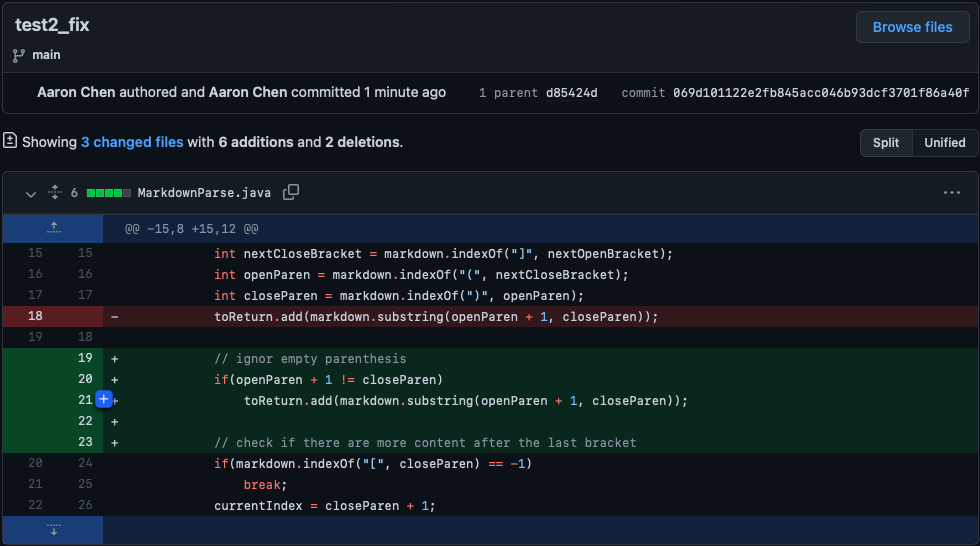 test2_fix
Browse files
main
Aaron Chen authored and Aaron Chen committed 1 minute ago 1 parent d85424d commit 069d101122e2fb845acc046b93dcf3701f86a40f
Showing 3 changed files with 6 additions and 2 deletions.
Split Unified
6 MarkdownParse.java
@@ -15,8 +15,12 @@
15 15 int nextCloseBracket = markdown.indexOf("]", nextOpenBracket);
16 16 int openParen = markdown.indexOf("(", nextCloseBracket);
17 17 int closeParen = markdown.indexOf(")", openParen);
18 - toReturn.add(markdown.substring(openParen + 1, closeParen));
19 18
19 + // ignor empty parenthesis
20 + if(openParen + 1 != closeParen)
21 + toReturn.add(markdown.substring(openParen + 1, closeParen));
22 +
23 + // check if there are more content after the last bracket
20 24 if(markdown.indexOf("[", closeParen) == -1)
21 25 break;
22 26 currentIndex = closeParen + 1;